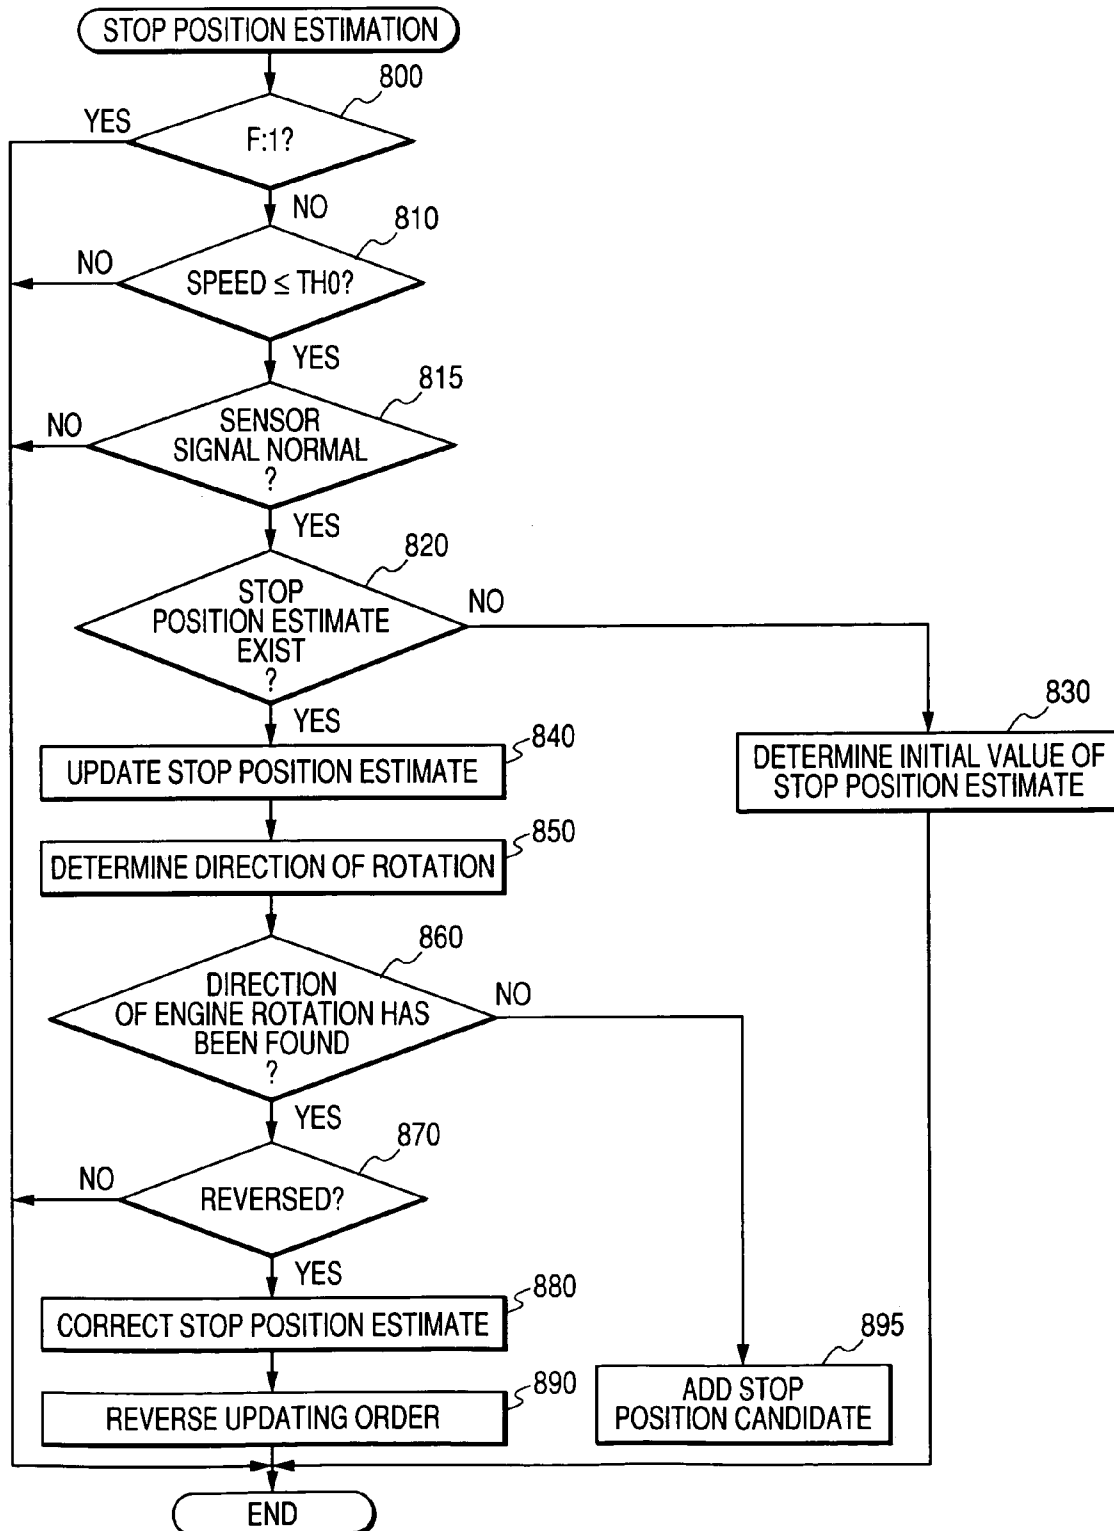 STOP POSITION ESTIMATION
800
YES
F:1?
NO
810
NO
SPEED ≤ TH0?
YES
815
NO
SENSOR
SIGNAL NORMAL
?
YES
820
STOP
POSITION ESTIMATE
EXIST
?
NO
YES
830
DETERMINE INITIAL VALUE OF
STOP POSITION ESTIMATE
840
UPDATE STOP POSITION ESTIMATE
850
DETERMINE DIRECTION OF ROTATION
860
DIRECTION
OF ENGINE ROTATION HAS
BEEN FOUND
?
NO
YES
870
NO
REVERSED?
YES
880
CORRECT STOP POSITION ESTIMATE
895
ADD STOP
POSITION CANDIDATE
890
REVERSE UPDATING ORDER
END